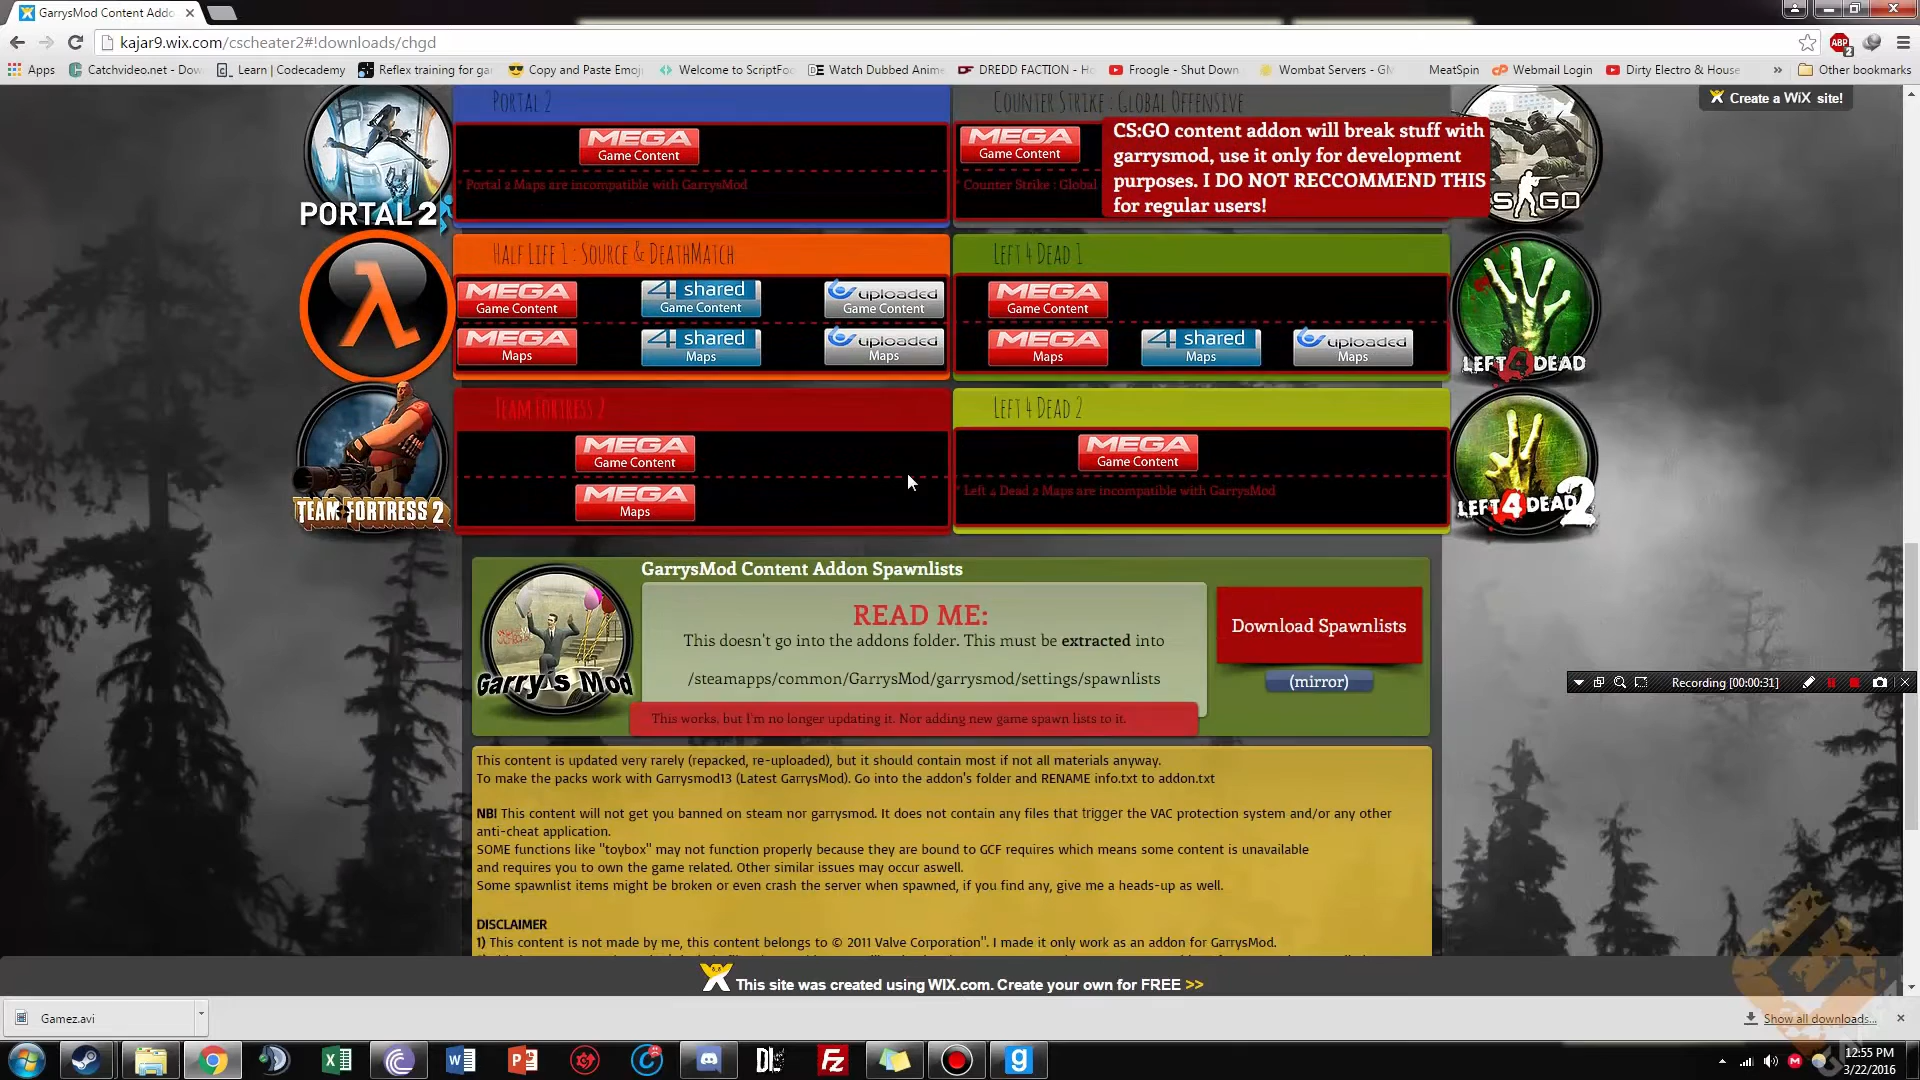 GarrysMod Content Addo
kajar9.wix.com/cscheater2#!downloads/chgd
ABP
2
Apps
Catchvideo.net - Dow
Learn | Codecademy
Reflex training for gar
Copy and Paste Emoj
Welcome to ScriptFo
Watch Dubbed Anime
DREDD FACTION - Ho
Froogle - Shut Down
Wombat Servers - GM
MeatSpin
Webmail Login
Dirty Electro & House
»
Other bookmarks
Create a WiX site!
Portal 2
Counter Strike : Global Offensive
MEGA
Game Content
* Portal 2 Maps are incompatible with GarrysMod
PORTAL 2
MEGA
Game Content
* Counter Strike : Global
CS:GO content addon will break stuff with
garrysmod, use it only for development
purposes. I DO NOT RECCOMMEND THIS
for regular users!
S GO
Half Life 1 : Source & DeathMatch
MEGA
Game Content
4 shared
Game Content
uploaded
Game Content
MEGA
Maps
4 shared
Maps
uploaded
Maps
Left 4 Dead 1
MEGA
Game Content
MEGA
Maps
4 shared
Maps
uploaded
Maps
LEFT 4 DEAD
Team Fortress 2
MEGA
Game Content
MEGA
Maps
TEAM FORTRESS 2
Left 4 Dead 2
MEGA
Game Content
* Left 4 Dead 2 Maps are incompatible with GarrysMod
LEFT 4 DEAD 2
GarrysMod Content Addon Spawnlists
READ ME:
This doesn't go into the addons folder. This must be extracted into
/steamapps/common/GarrysMod/garrysmod/settings/spawnlists
This works, but I'm no longer updating it. Nor adding new game spawn lists to it.
Garry's Mod
Download Spawnlists
(mirror)
Recording [00:00:31]
This content is updated very rarely (repacked, re-uploaded), but it should contain most if not all materials anyway.
To make the packs work with Garrysmod13 (Latest GarrysMod). Go into the addon's folder and RENAME info.txt to addon.txt
NB! This content will not get you banned on steam nor garrysmod. It does not contain any files that trigger the VAC protection system and/or any other
anti-cheat application.
SOME functions like "toybox" may not function properly because they are bound to GCF requires which means some content is unavailable
and requires you to own the game related. Other similar issues may occur aswell.
Some spawnlist items might be broken or even crash the server when spawned, if you find any, give me a heads-up as well.
DISCLAIMER
1) This content is not made by me, this content belongs to © 2011 Valve Corporation". I made it only work as an addon for GarrysMod.
This site was created using WIX.com. Create your own for FREE >>
Gamez.avi
Show all downloads...
12:55 PM
3/22/2016